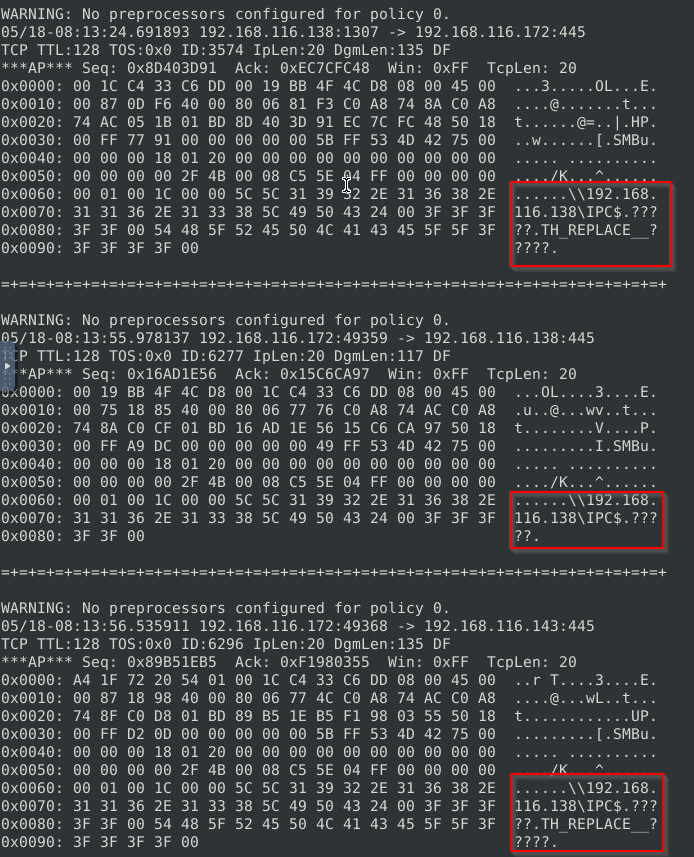 WARNING: No preprocessors configured for policy 0.
05/18-08:13:24.691893 192.168.116.138:1307 -> 192.168.116.172:445
TCP TTL:128 TOS:0x0 ID:3574 IpLen:20 DgmLen:135 DF
***AP*** Seq: 0x8D403D91  Ack: 0xEC7CFC48  Win: 0xFF  TcpLen: 20
0x0000: 00 1C C4 33 C6 DD 00 19 BB 4F 4C D8 08 00 45 00  ...3.....OL...E.
0x0010: 00 87 0D F6 40 00 80 06 81 F3 C0 A8 74 8A C0 A8  ....@.......t...
0x0020: 74 AC 05 1B 01 BD 8D 40 3D 91 EC 7C FC 48 50 18  t......@=..|.HP.
0x0030: 00 FF 77 91 00 00 00 00 00 5B FF 53 4D 42 75 00  ..w......[.SMBu.
0x0040: 00 00 00 00 18 01 20 00 00 00 00 00 00 00 00 00  ...... .........
0x0050: 00 00 00 00 2F 4B 00 08 C5 5E 04 FF 00 00 00 00  ..../K...^......
0x0060: 00 01 00 1C 00 00 5C 5C 31 39 32 2E 31 36 38 2E  ......\\192.168.
0x0070: 31 31 36 2E 31 33 38 5C 49 50 43 24 00 3F 3F 3F  116.138\IPC$.???
0x0080: 3F 3F 00 54 48 5F 52 45 50 4C 41 43 45 5F 5F 3F  ??.TH_REPLACE__?
0x0090: 3F 3F 3F 3F 00  ????.
=+=+=+=+=+=+=+=+=+=+=+=+=+=+=+=+=+=+=+=+=+=+=+=+=+=+=+=+=+=+=+=+=+=+=+=+=+
WARNING: No preprocessors configured for policy 0.
05/18-08:13:55.978137 192.168.116.172:49359 -> 192.168.116.138:445
TCP TTL:128 TOS:0x0 ID:6277 IpLen:20 DgmLen:117 DF
**AP*** Seq: 0x16AD1E56  Ack: 0x15C6CA97  Win: 0xFF  TcpLen: 20
0x0000: 00 19 BB 4F 4C D8 00 1C C4 33 C6 DD 08 00 45 00  ...OL....3....E.
0x0010: 00 75 18 85 40 00 80 06 77 76 C0 A8 74 AC C0 A8  .u..@...wv..t...
0x0020: 74 8A C0 CF 01 BD 16 AD 1E 56 15 C6 CA 97 50 18  t........V....P.
0x0030: 00 FF A9 DC 00 00 00 00 00 49 FF 53 4D 42 75 00  .........I.SMBu.
0x0040: 00 00 00 00 18 01 20 00 00 00 00 00 00 00 00 00  ...... .........
0x0050: 00 00 00 00 2F 4B 00 08 C5 5E 04 FF 00 00 00 00  ..../K...^......
0x0060: 00 01 00 1C 00 00 5C 5C 31 39 32 2E 31 36 38 2E  ......\\192.168.
0x0070: 31 31 36 2E 31 33 38 5C 49 50 43 24 00 3F 3F 3F  116.138\IPC$.???
0x0080: 3F 3F 00  ??.
=+=+=+=+=+=+=+=+=+=+=+=+=+=+=+=+=+=+=+=+=+=+=+=+=+=+=+=+=+=+=+=+=+=+=+=+=+
WARNING: No preprocessors configured for policy 0.
05/18-08:13:56.535911 192.168.116.172:49368 -> 192.168.116.143:445
TCP TTL:128 TOS:0x0 ID:6296 IpLen:20 DgmLen:135 DF
***AP*** Seq: 0x89B51EB5  Ack: 0xF1980355  Win: 0xFF  TcpLen: 20
0x0000: A4 1F 72 20 54 01 00 1C C4 33 C6 DD 08 00 45 00  ..r T....3....E.
0x0010: 00 87 18 98 40 00 80 06 77 4C C0 A8 74 AC C0 A8  ....@...wL..t...
0x0020: 74 8F C0 D8 01 BD 89 B5 1E B5 F1 98 03 55 50 18  t............UP.
0x0030: 00 FF D2 0D 00 00 00 00 00 5B FF 53 4D 42 75 00  .........[.SMBu.
0x0040: 00 00 00 00 18 01 20 00 00 00 00 00 00 00 00 00  ...... .........
0x0050: 00 00 00 00 2F 4B 00 08 C5 5E 04 FF 00 00 00 00  ..../K...^......
0x0060: 00 01 00 1C 00 00 5C 5C 31 39 32 2E 31 36 38 2E  ......\\192.168.
0x0070: 31 31 36 2E 31 33 38 5C 49 50 43 24 00 3F 3F 3F  116.138\IPC$.???
0x0080: 3F 3F 00 54 48 5F 52 45 50 4C 41 43 45 5F 5F 3F  ??.TH_REPLACE__?
0x0090: 3F 3F 3F 3F 00  ????.